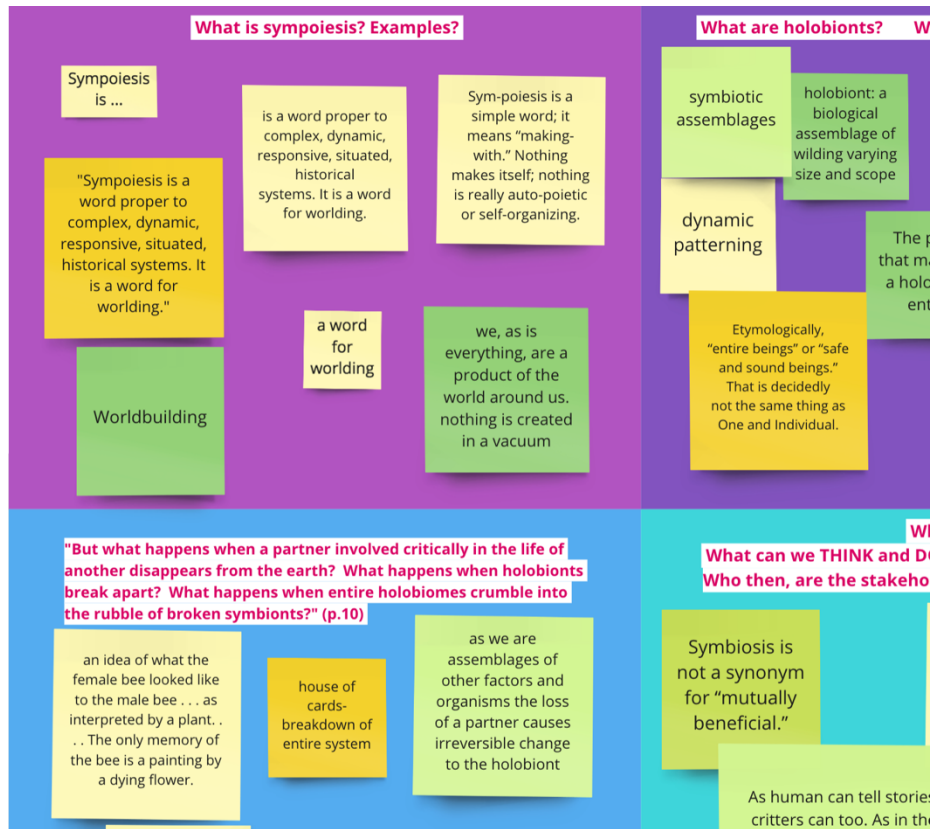 What is sympoiesis? Examples?
Sympoiesis
is ...
is a word proper to
complex, dynamic,
responsive, situated,
historical
systems. It is a word
for worlding.
Sym-poiesis is a
simple word; it
means “making-
with.” Nothing
makes itself; nothing
is really auto-poietic
or self-organizing.
"Sympoiesis is a
word proper to
complex, dynamic,
responsive, situated,
historical systems. It
is a word for
worlding."
a word
for
worlding
we, as is
everything, are a
product of the
world around us.
nothing is created
in a vacuum
Worldbuilding
What are holobionts?
symbiotic
assemblages
holobiont: a
biological
assemblage of
wilding varying
size and scope
dynamic
patterning
The
that
a
Etymologically,
“entire beings” or “safe
and sound beings.”
That is decidedly
not the same thing as
One and Individual.
"But what happens when a partner involved critically in the life of
another disappears from the earth? What happens when holobionts
break apart? What happens when entire holobiomes crumble into
the rubble of broken symbionts?" (p.10)
an idea of what the
female bee looked like
to the male bee . . . as
interpreted by a plant. .
. . The only memory of
the bee is a painting by
a dying flower.
house of
cards-
breakdown of
entire system
as we are
assemblages of
other factors and
organisms the loss
of a partner causes
irreversible change
to the holobiont
What can we THINK and
Who then, are the
Symbiosis is
not a synonym
for “mutually
beneficial.”
As human can tell stories
critters can too. As in the